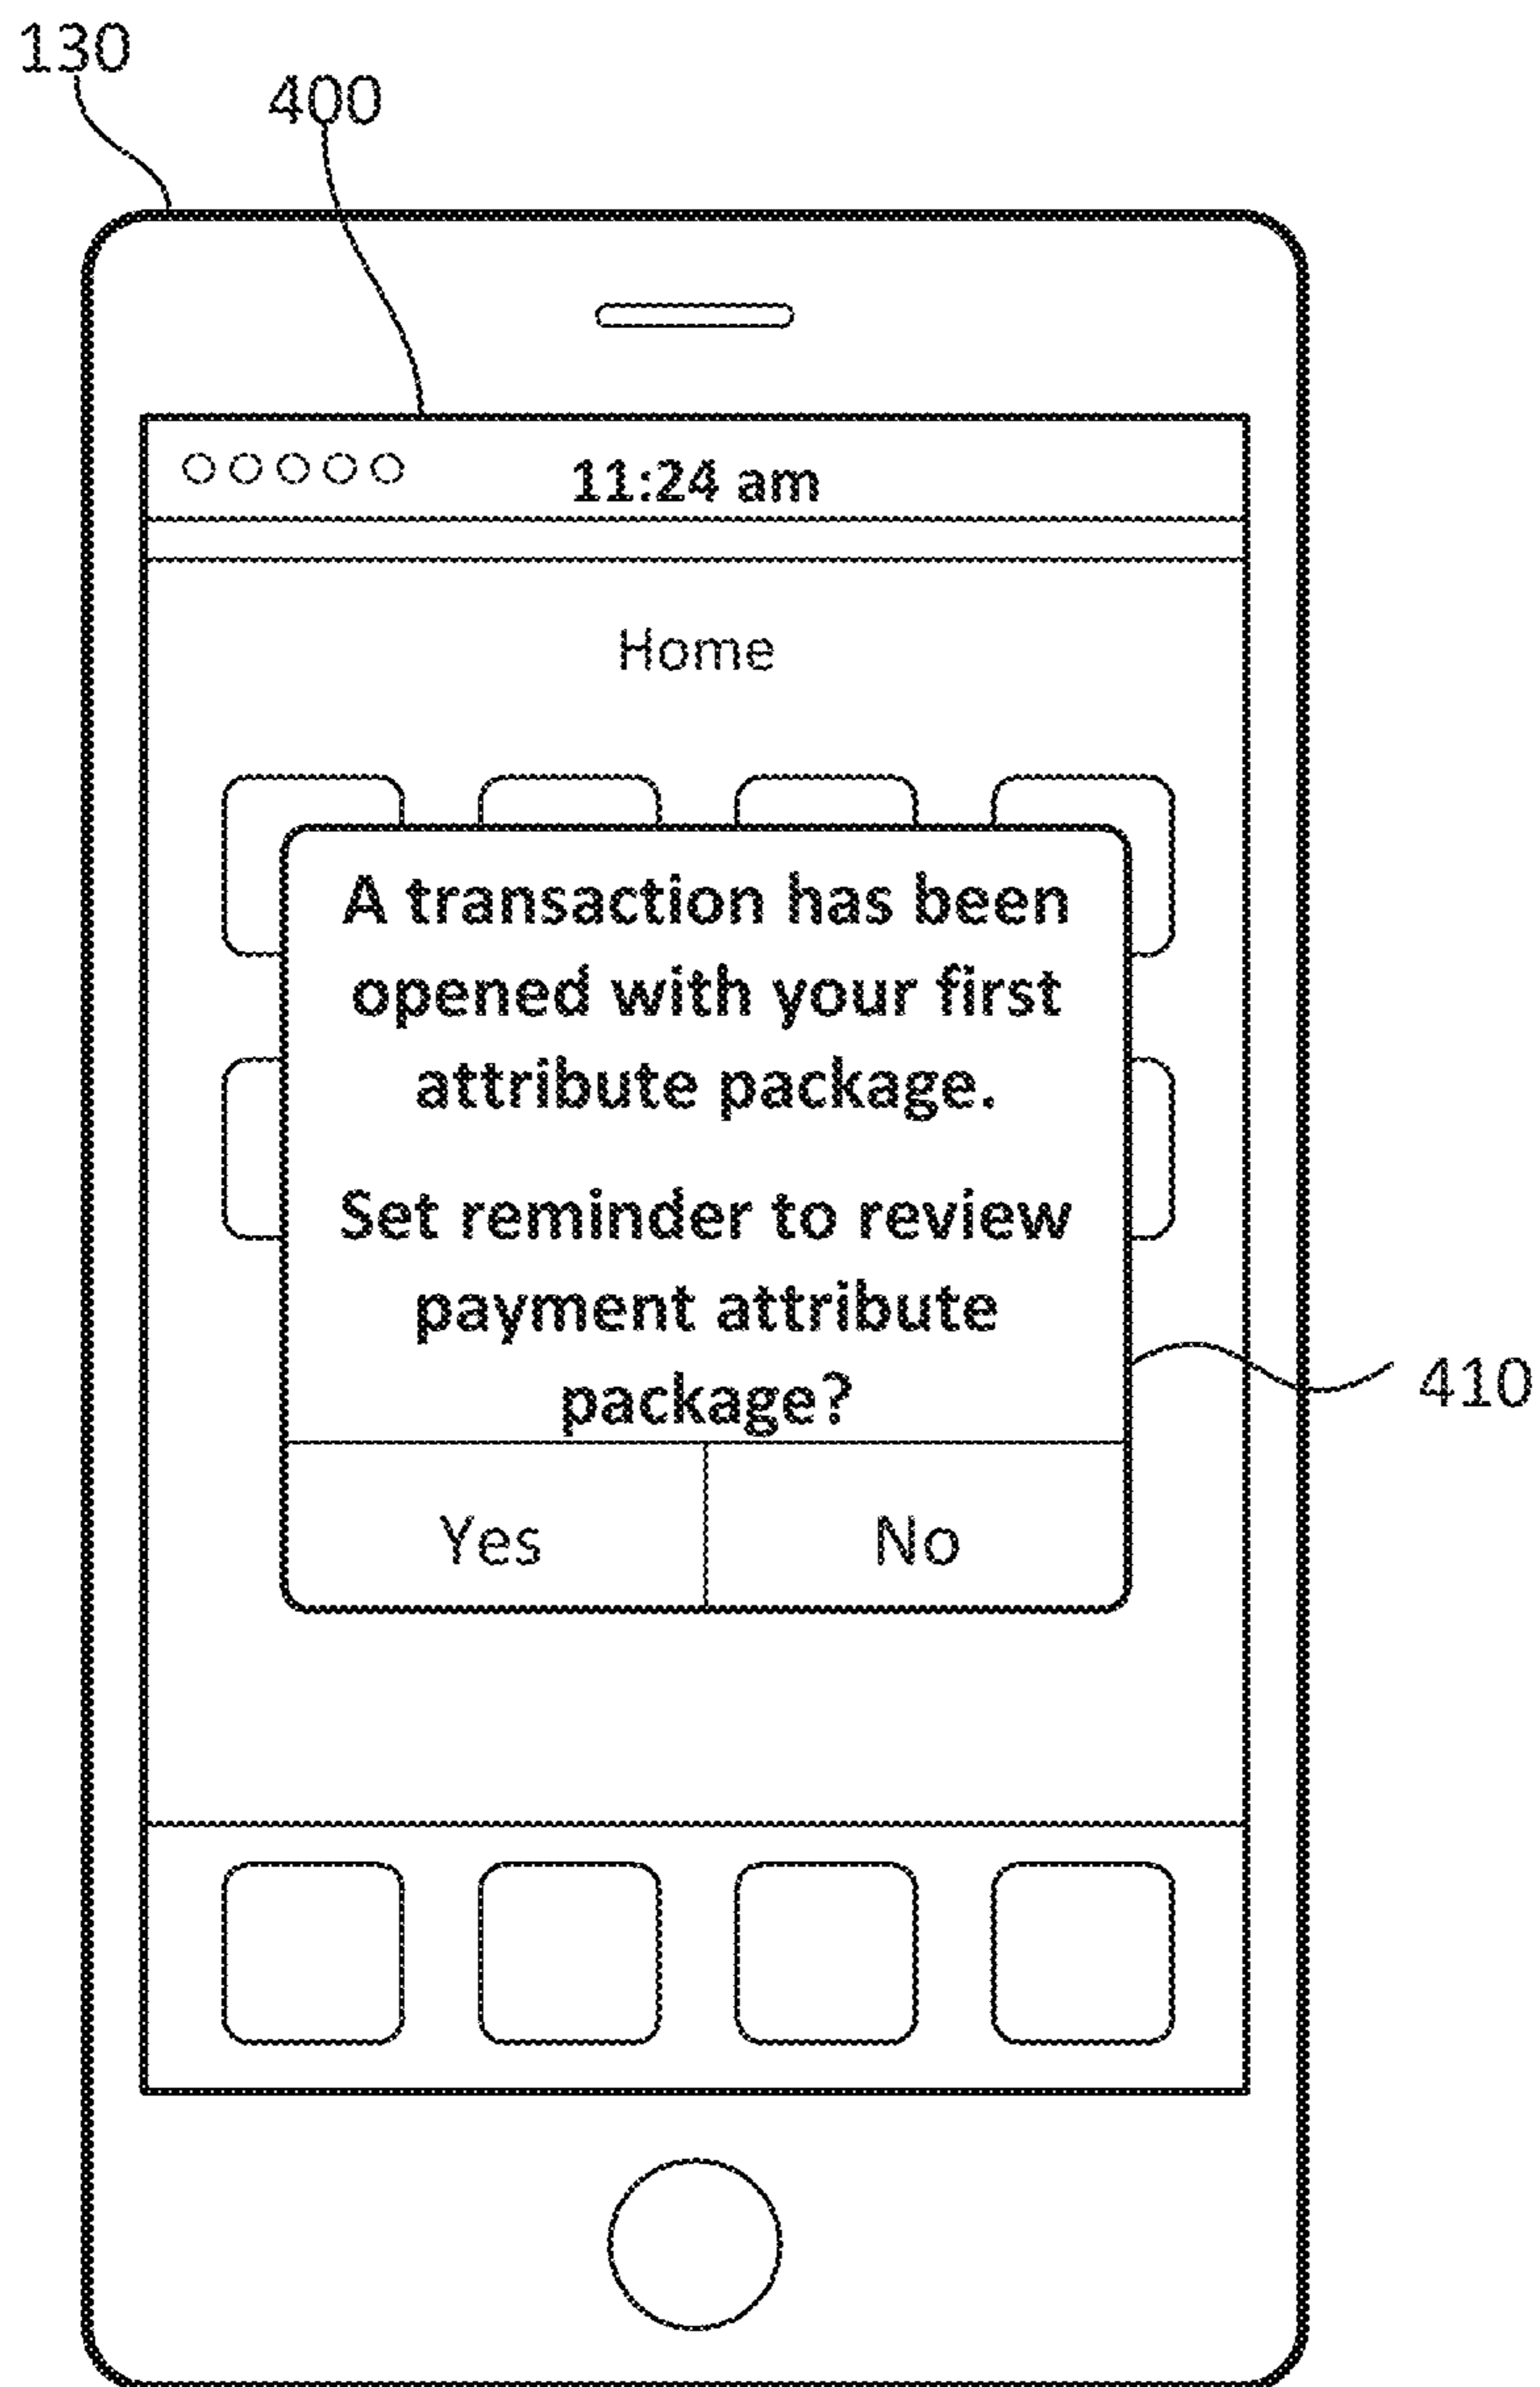 130
400
11:24 am
Home
A transaction has been
opened with your first
attribute package.
Set reminder to review
payment attribute
package?
410
Yes
No